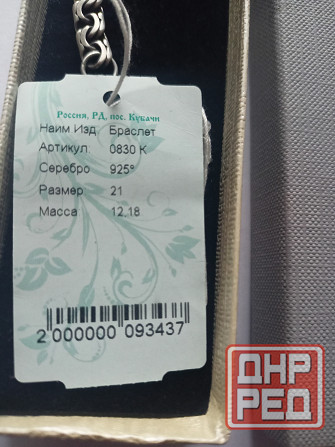 Россия, РД, пос. Кубачи
Наим Изд Браслет
Артикул 0830 К
Серебро 925°
Размер 21
Масса 12.18
2 000000 093437
ДНР
РЕД